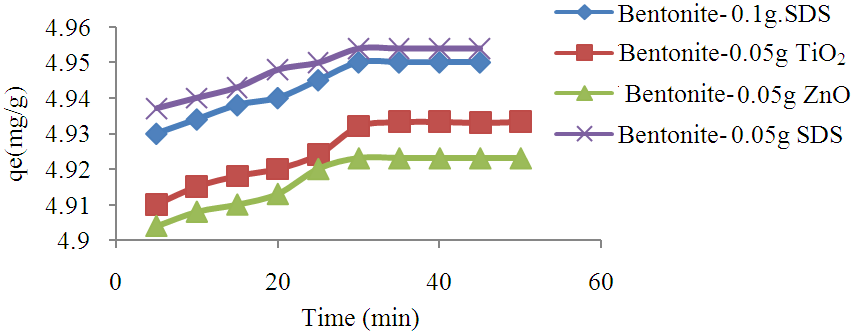 4.96
4.95
4.94
4.93
4.92
4.91
4.9
qe(mg/g)
0
20
40
60
Time (min)
Bentonite-0.1g.SDS
Bentonite-0.05g TiO₂
Bentonite-0.05g ZnO
Bentonite-0.05g SDS